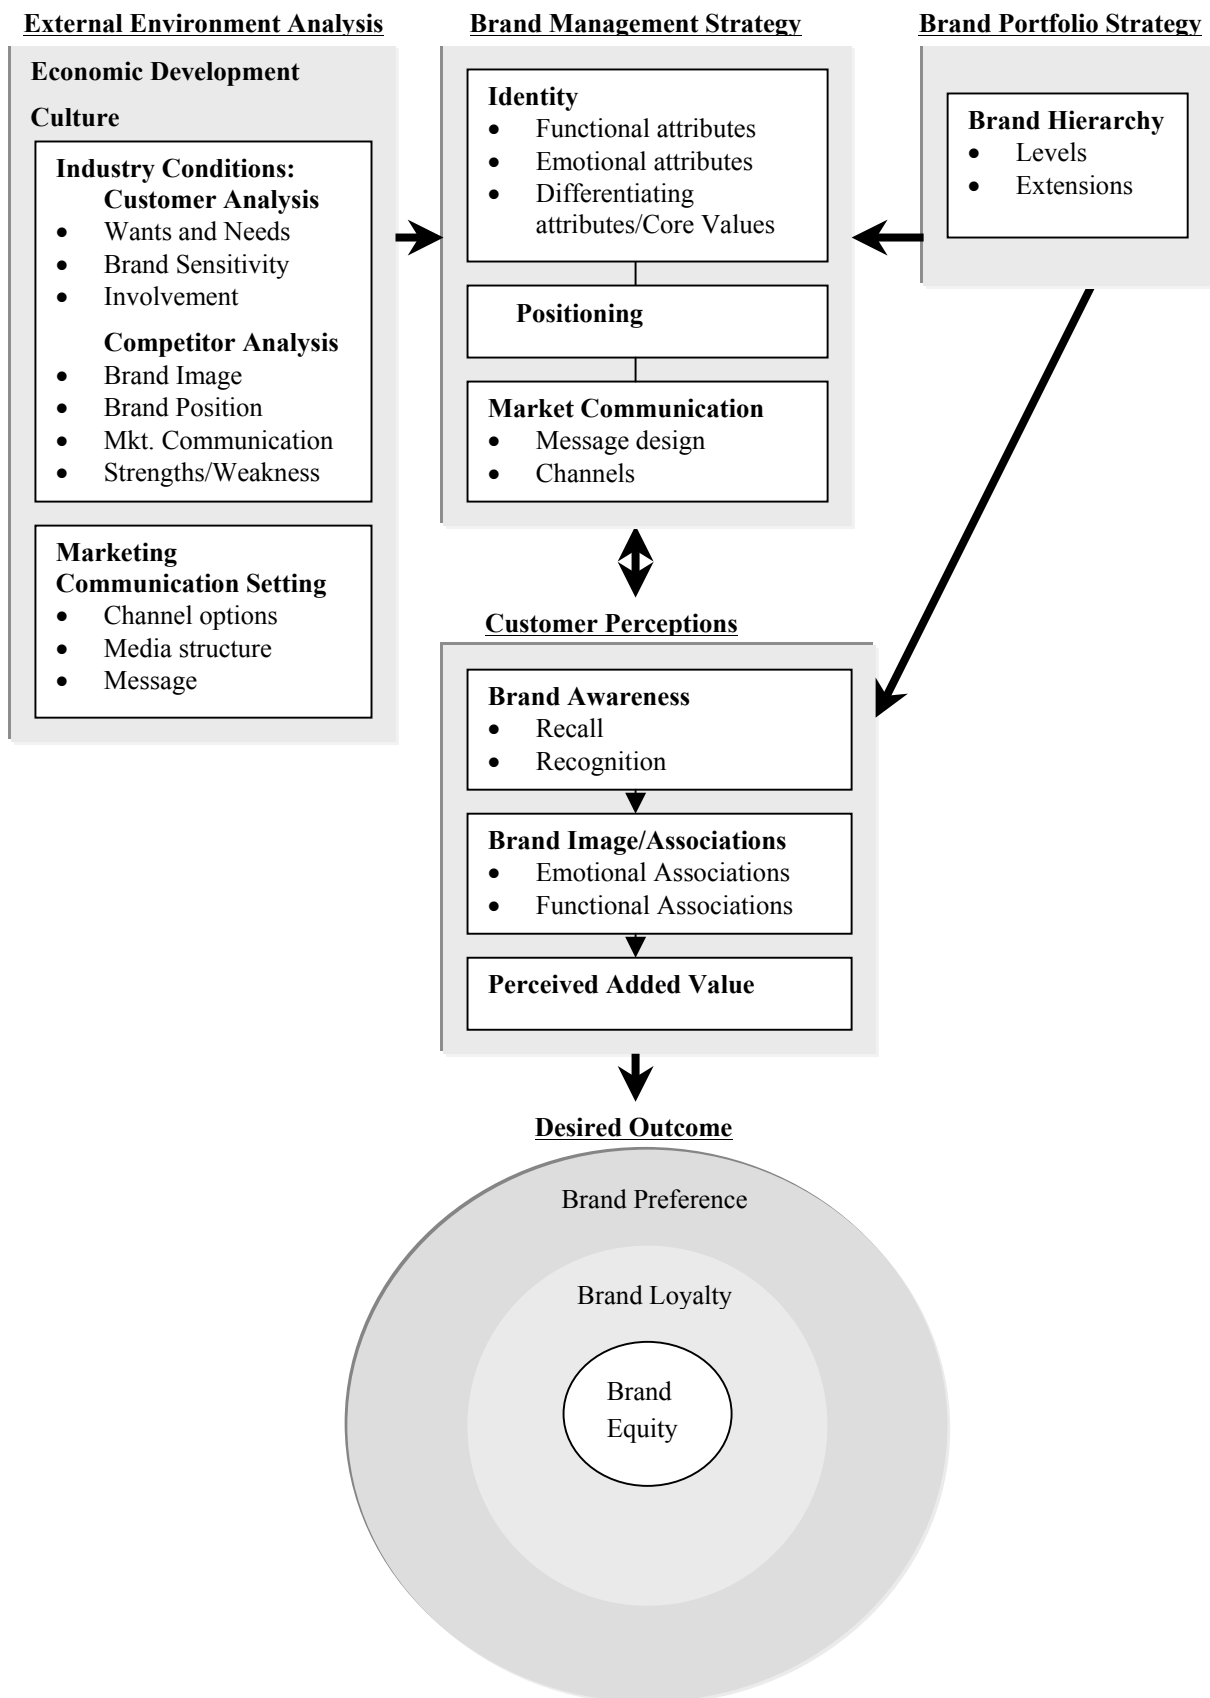 External Environment Analysis
Economic Development
Culture
Industry Conditions:
Customer Analysis
• Wants and Needs
• Brand Sensitivity
• Involvement
Competitor Analysis
• Brand Image
• Brand Position
• Mkt. Communication
• Strengths/Weakness
Marketing
Communication Setting
• Channel options
• Media structure
• Message
Brand Management Strategy
Identity
• Functional attributes
• Emotional attributes
• Differentiating
attributes/Core Values
Positioning
Market Communication
• Message design
• Channels
Brand Portfolio Strategy
Brand Hierarchy
• Levels
• Extensions
Customer Perceptions
Brand Awareness
• Recall
• Recognition
Brand Image/Associations
• Emotional Associations
• Functional Associations
Perceived Added Value
Desired Outcome
Brand Preference
Brand Loyalty
Brand
Equity